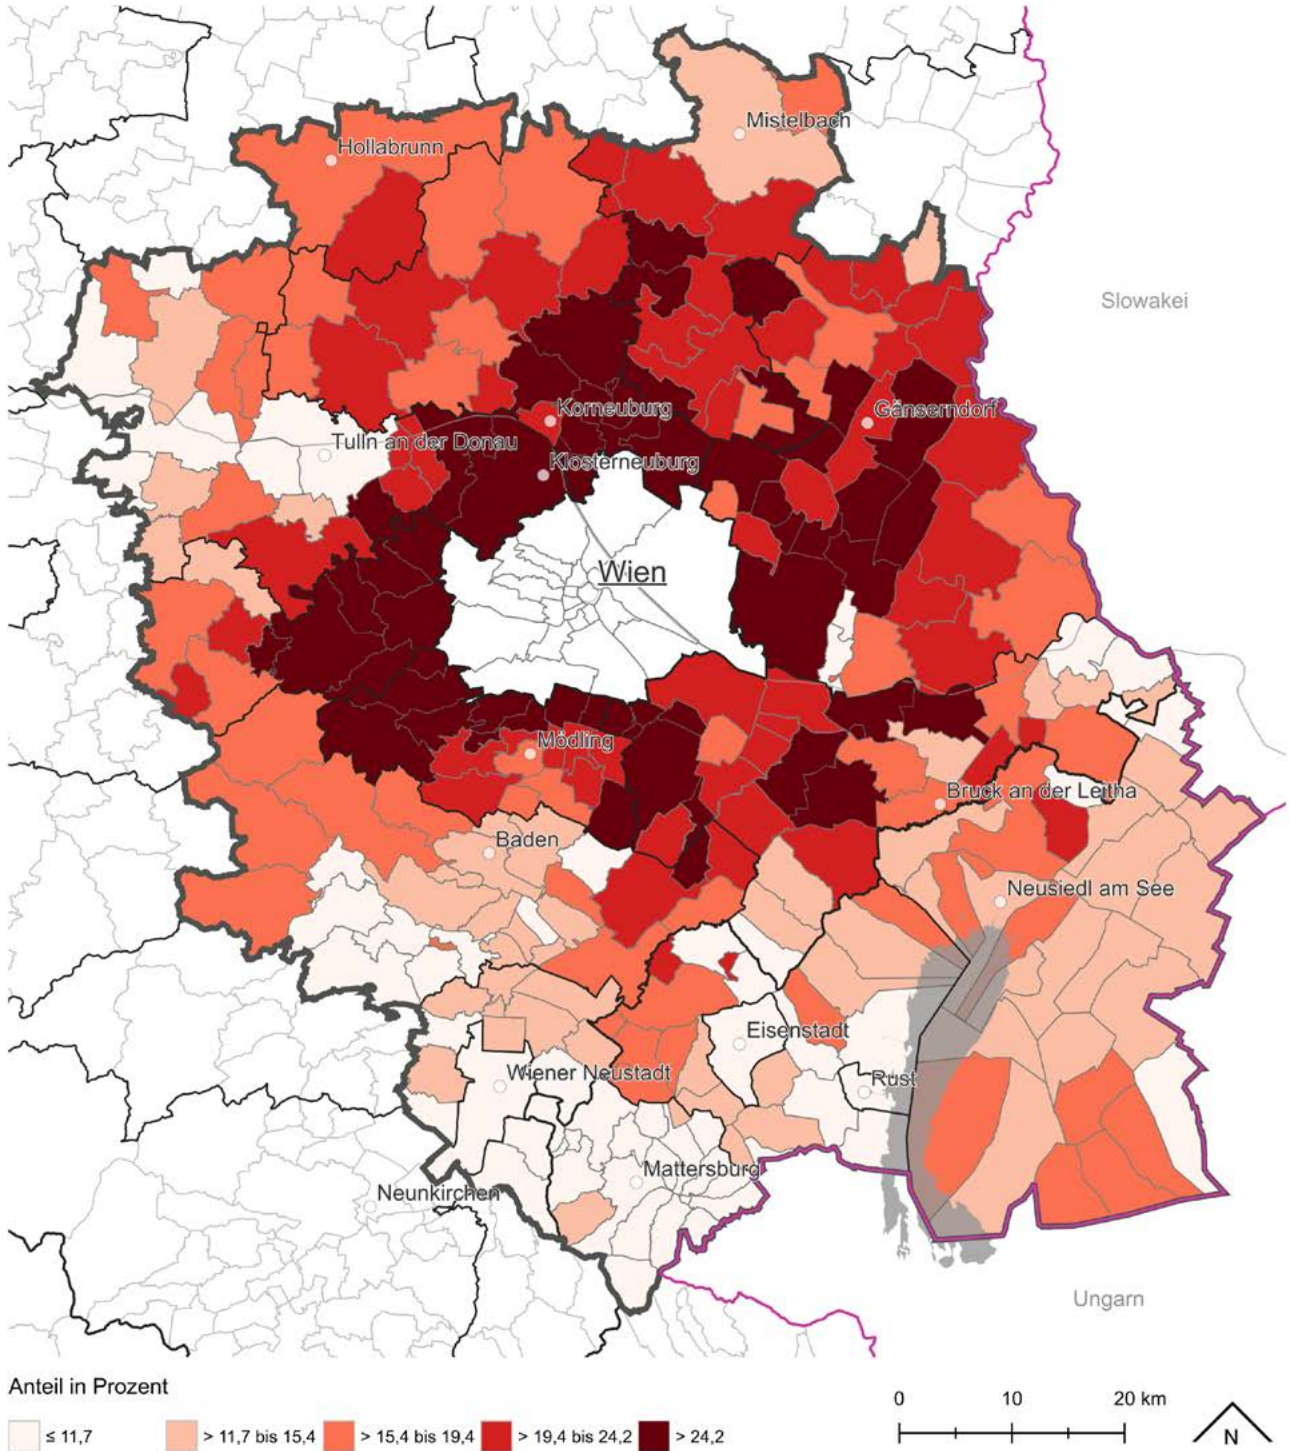 Mistelbach
Hollabrunn
Slowakei
Korneuburg
Gänserndorf
Tulln an der Donau
Klosterneuburg
Wien
Mödling
Bruck an der Leitha
Baden
Neusiedl am See
Eisenstadt
Wiener Neustadt
Rust
Mattersburg
Neunkirchen
Ungarn
Anteil in Prozent
0 10 20 km
≤ 11,7 > 11,7 bis 15,4 > 15,4 bis 19,4 > 19,4 bis 24,2 > 24,2
N